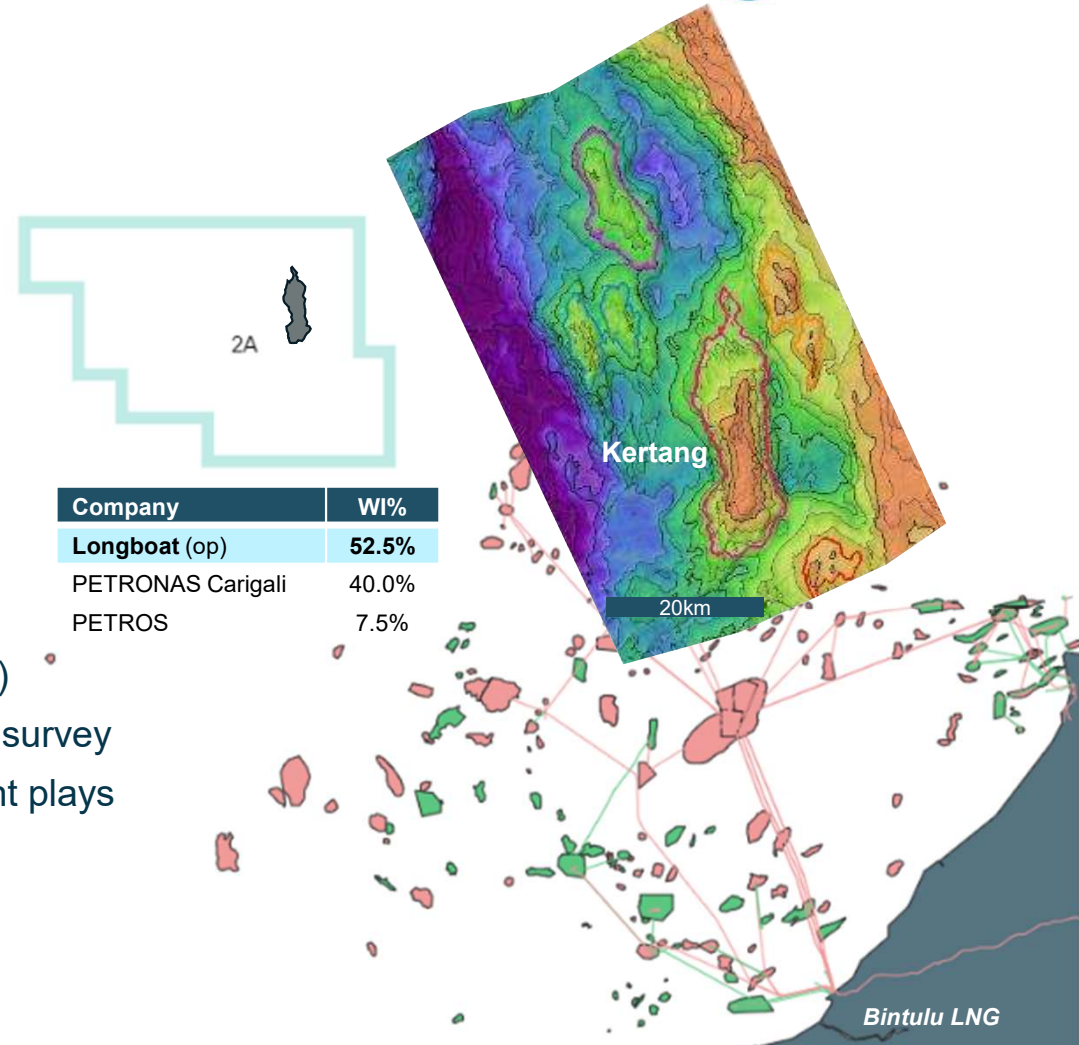 2A
Kertang
Company WI%
Longboat (op) 52.5%
PETRONAS Carigali 40.0%
PETROS 7.5%
20km
)
survey
nt plays
Bintulu LNG